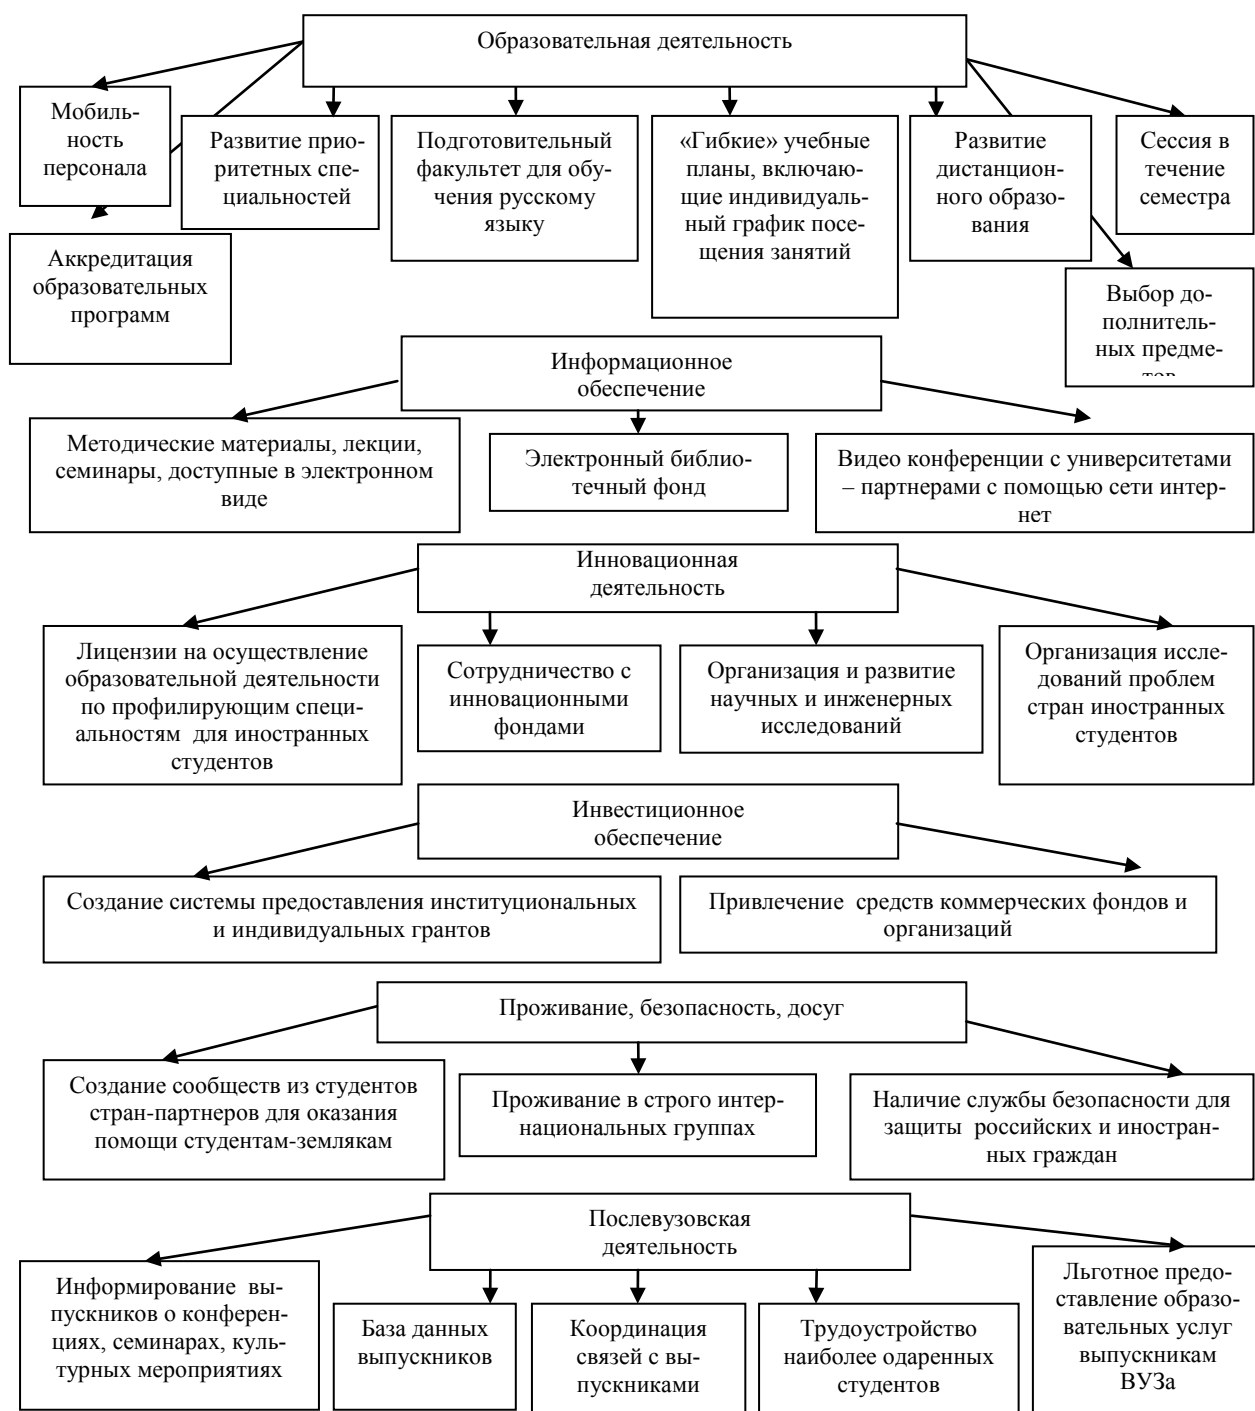 Образовательная деятельность
Мобиль-
ность
персонала
Развитие прио-
ритетных спе-
циальностей
Подготовительный
факультет для обу-
чения русскому
языку
«Гибкие» учебные
планы, включаю-
щие индивидуаль-
ный график посе-
щения занятий
Развитие
дистанцион-
ного образо-
вания
Сессия в
течение
семестра
Аккредитация
образовательных
программ
Выбор до-
полнитель-
ных предме-
тов
Информационное
обеспечение
Методические материалы, лекции,
семинары, доступные в электронном
виде
Электронный библио-
течный фонд
Видео конференции с университетами
– партнерами с помощью сети интер-
нет
Инновационная
деятельность
Лицензии на осуществление
образовательной деятельности
по профилирующим специ-
альностям для иностранных
студентов
Сотрудничество с
инновационными
фондами
Организация и развитие
научных и инженерных
исследований
Организация иссле-
дований проблем
стран иностранных
студентов
Инвестиционное
обеспечение
Создание системы предоставления институциональных
и индивидуальных грантов
Привлечение средств коммерческих фондов и
организаций
Проживание, безопасность, досуг
Создание сообществ из студентов
стран-партнеров для оказания
помощи студентам-землякам
Проживание в строго интер-
национальных группах
Наличие службы безопасности для
защиты российских и иностран-
ных граждан
Послевузовская
деятельность
Информирование вы-
пускников о конферен-
циях, семинарах, куль-
турных мероприятиях
База данных
выпускников
Координация
связей с вы-
пускниками
Трудоустройство
наиболее одаренных
студентов
Льготное предо-
ставление образо-
вательных услуг
выпускникам
ВУЗа